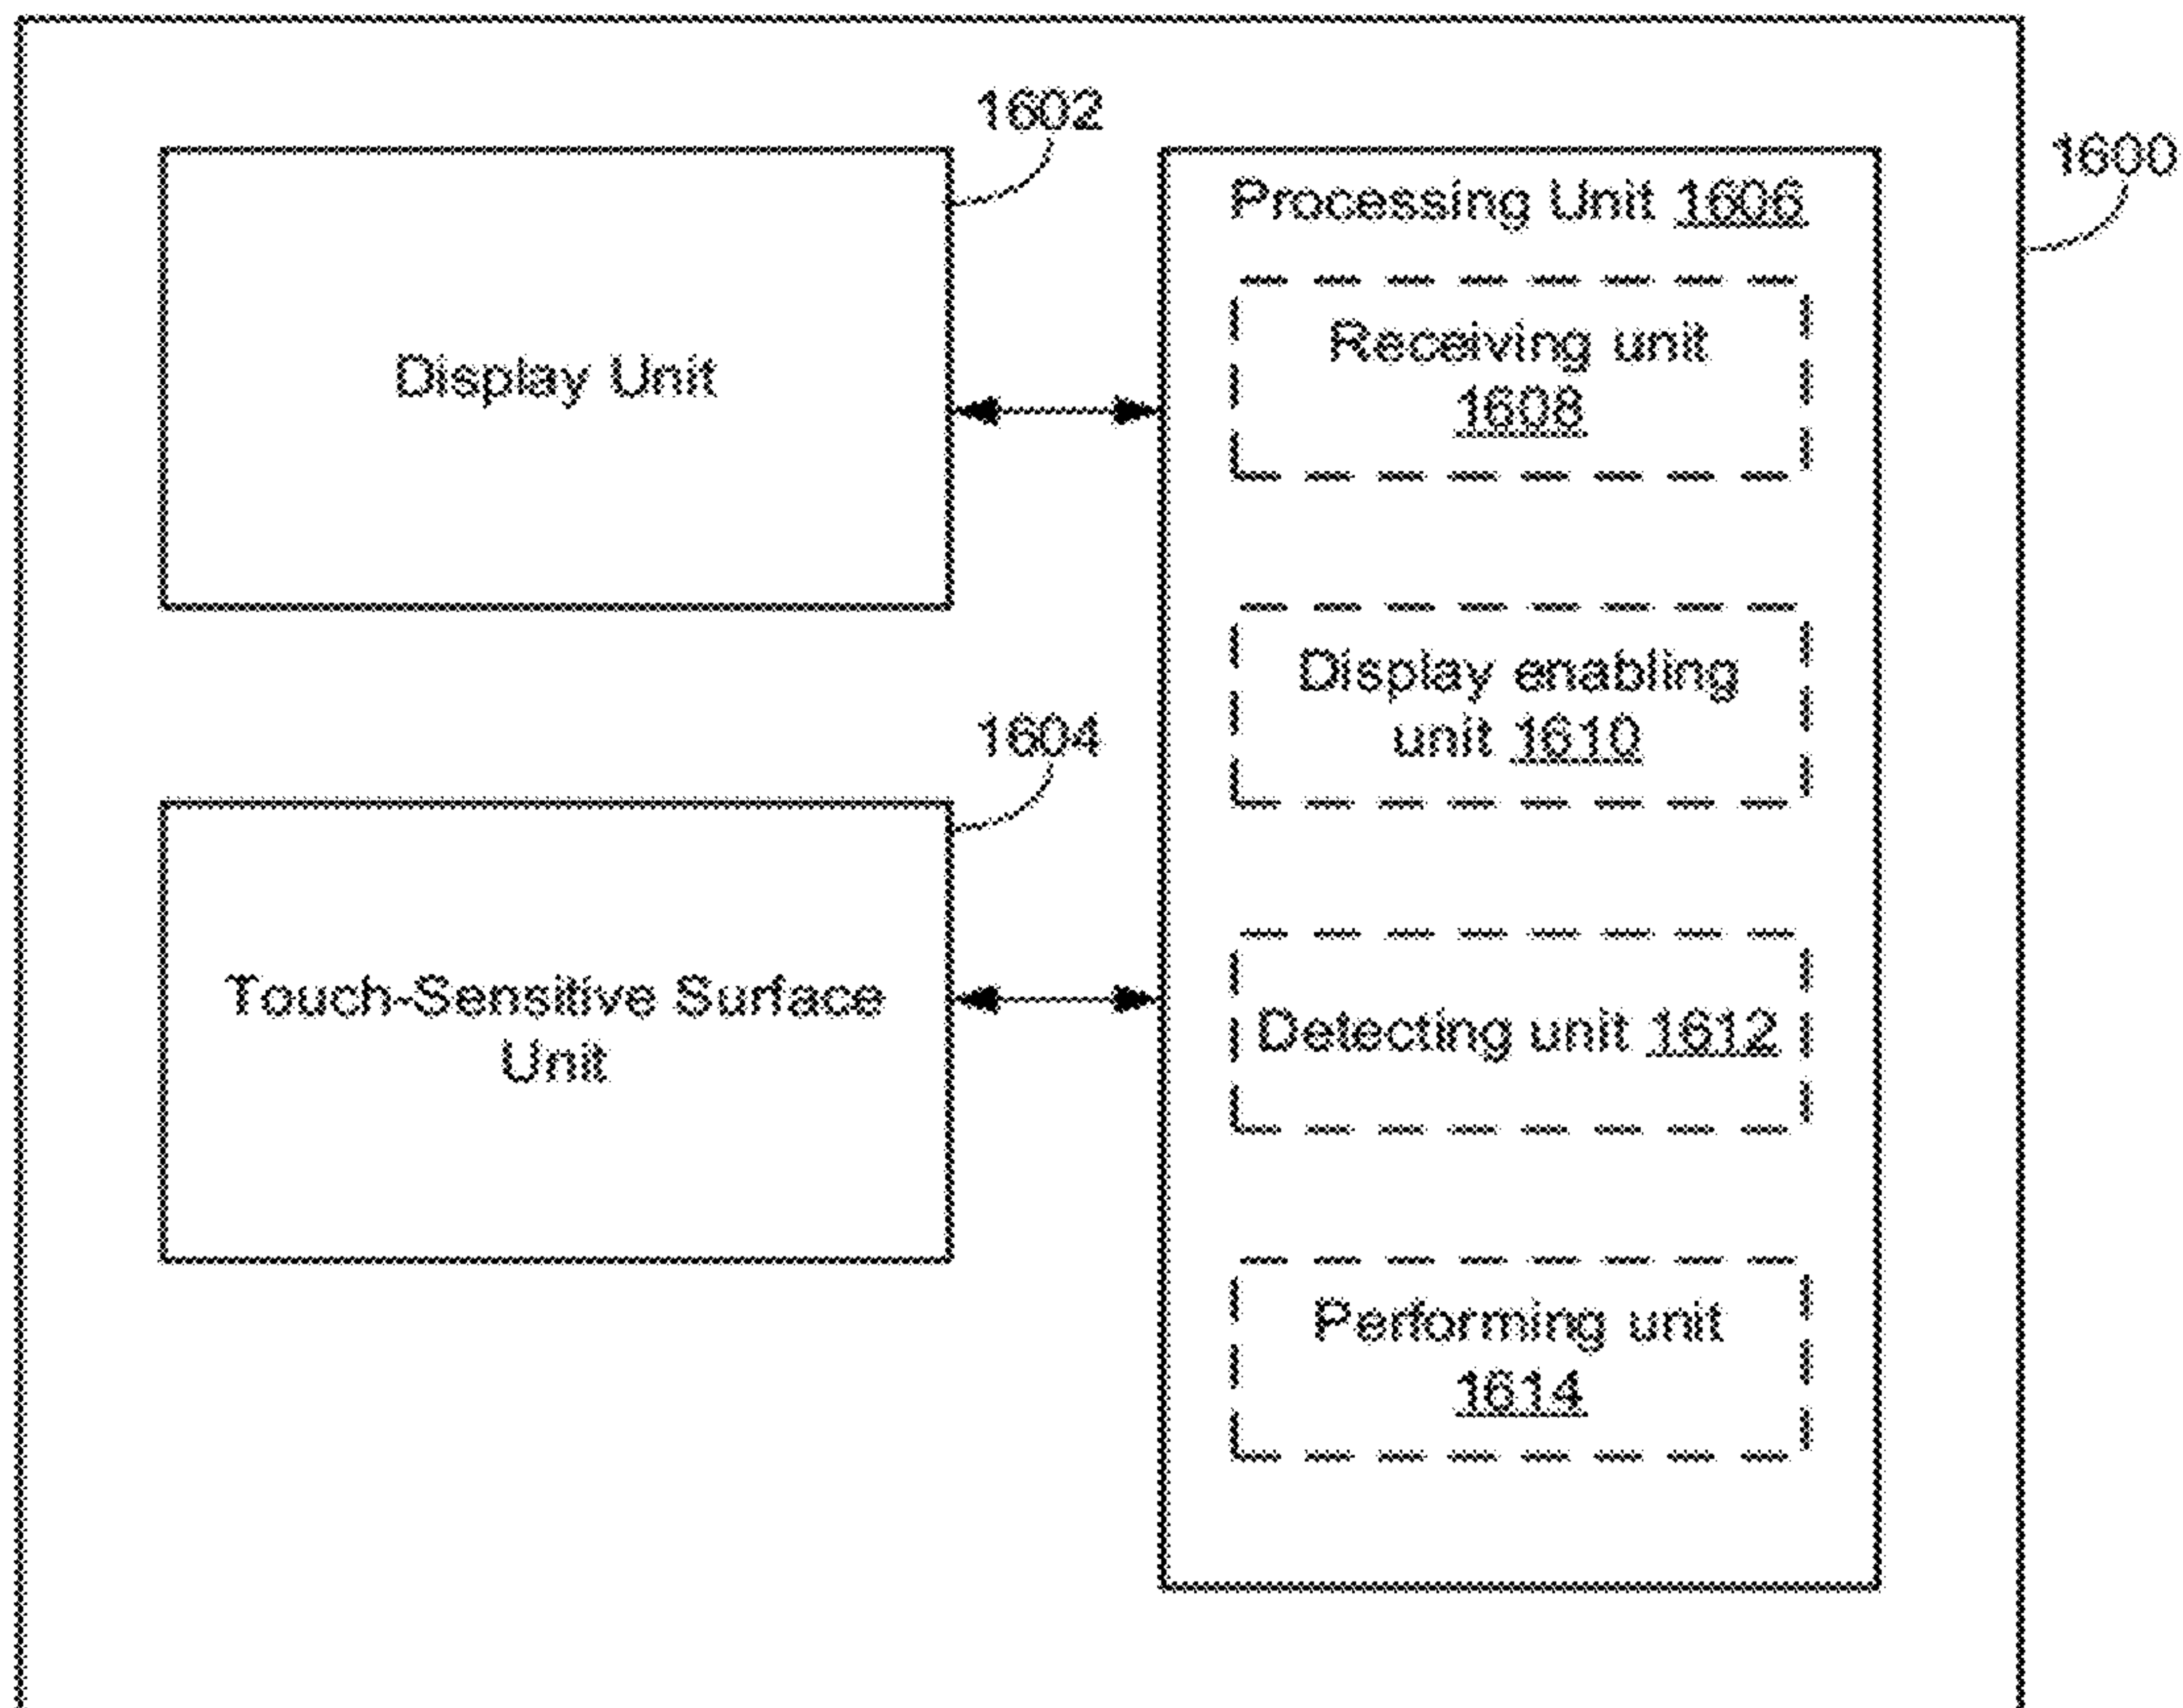 1602
1600
Display Unit
Processing Unit 1606
Receiving unit
1608
Display enabling
unit 1610
1604
Touch-Sensitive Surface
Unit
Detecting unit 1612
Performing unit
1614